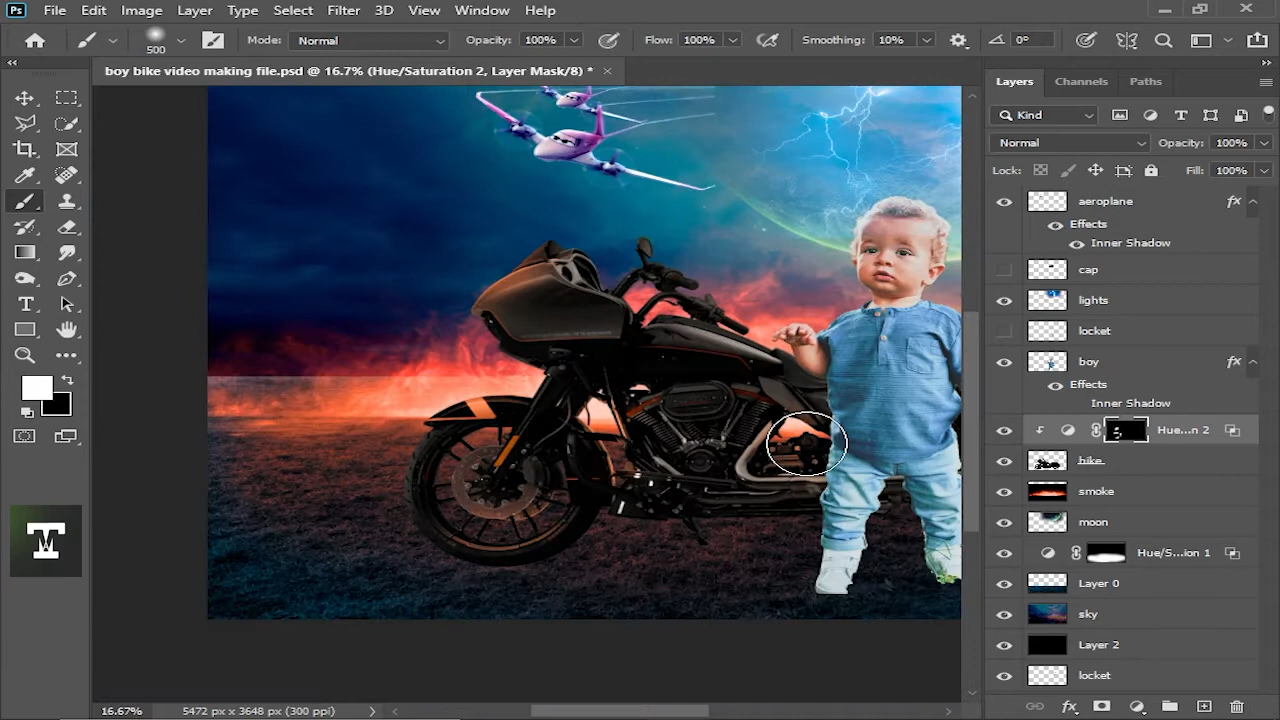 Ps File Edit Image Layer Type Select Filter 3D View Window Help
500 Mode: Normal Opacity: 100% Flow: 100% Smoothing: 10% 0°
boy bike video making file.psd @ 16.7% (Hue/Saturation 2, Layer Mask/8) * ×
Layers Channels Paths
Kind
Normal Opacity: 100%
Lock: Fill: 100%
aeroplane fx
Effects
Inner Shadow
cap
lights
locket
boy fx
Effects
Inner Shadow
Hue...n 2
bike
smoke
moon
Hue/S...ion 1
Layer 0
sky
Layer 2
locket
16.67% 5472 px x 3648 px (300 ppi)
fx